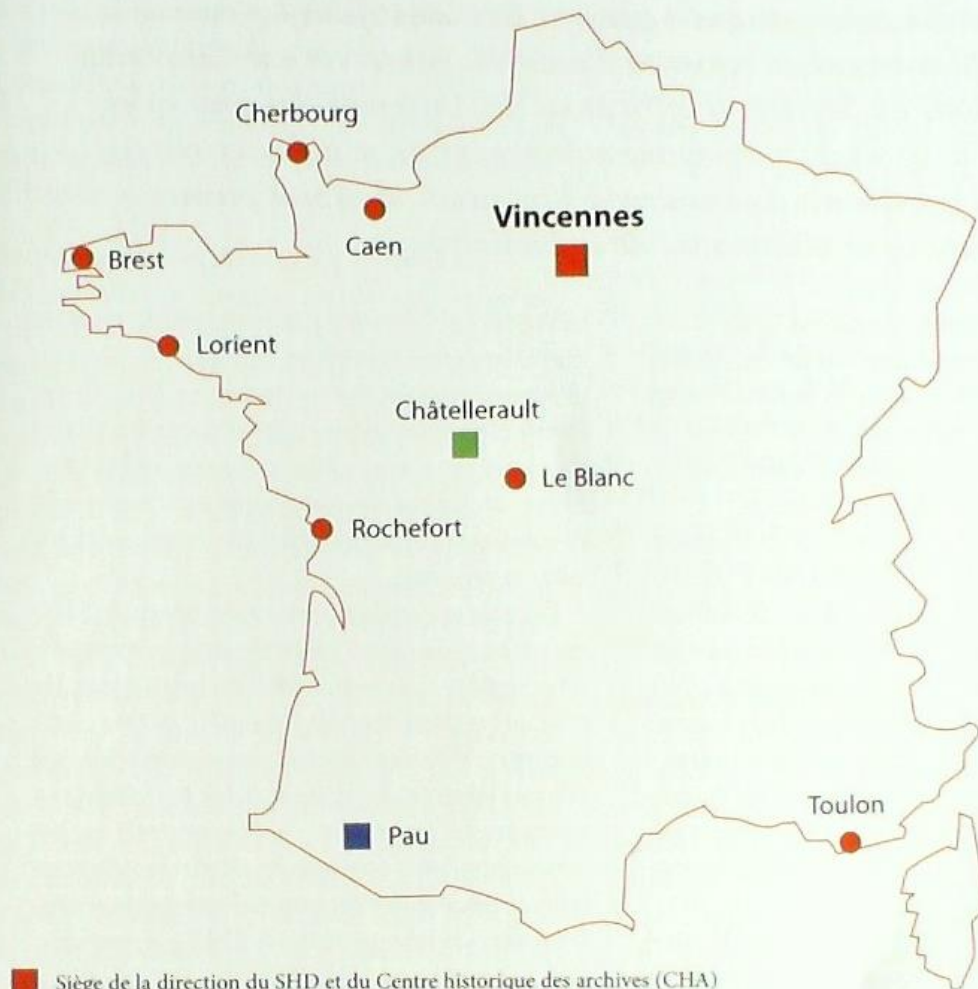 Cherbourg
Vincennes
Caen
Brest
Lorient
Châtellerault
Le Blanc
Rochefort
Toulon
Pau
Siège de la direction du SHD et du Centre historique des archives (CHA)